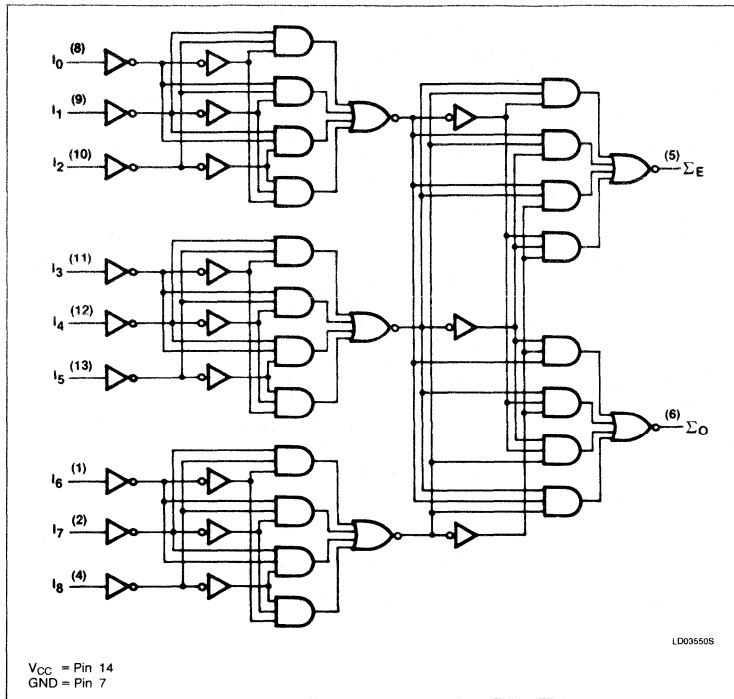 I0 (8)
I1 (9)
I2 (10)
(5) ΣE
I3 (11)
I4 (12)
I5 (13)
(6) ΣO
I6 (1)
I7 (2)
I8 (4)
LD03550S
VCC = Pin 14
GND = Pin 7